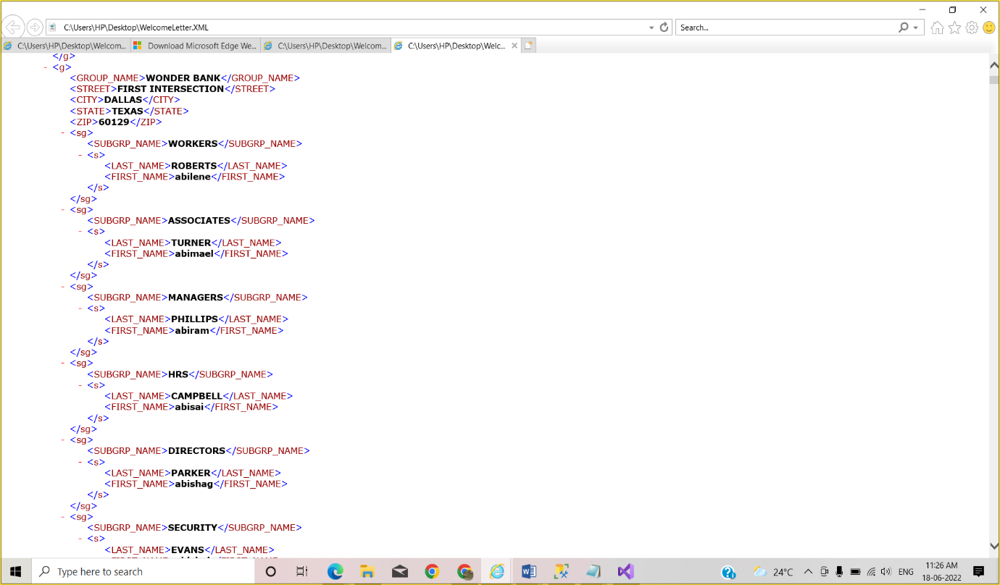 C:\Users\HP\Desktop\WelcomeLetter.XML
Search...
C:\Users\HP\Desktop\Welcom...
Download Microsoft Edge We...
C:\Users\HP\Desktop\Welcom...
C:\Users\HP\Desktop\Welc...
</g>
- <g>
<GROUP_NAME>WONDER BANK</GROUP_NAME>
<STREET>FIRST INTERSECTION</STREET>
<CITY>DALLAS</CITY>
<STATE>TEXAS</STATE>
<ZIP>60129</ZIP>
- <sg>
<SUBGRP_NAME>WORKERS</SUBGRP_NAME>
- <s>
<LAST_NAME>ROBERTS</LAST_NAME>
<FIRST_NAME>abilene</FIRST_NAME>
</s>
</sg>
- <sg>
<SUBGRP_NAME>ASSOCIATES</SUBGRP_NAME>
- <s>
<LAST_NAME>TURNER</LAST_NAME>
<FIRST_NAME>abimael</FIRST_NAME>
</s>
</sg>
- <sg>
<SUBGRP_NAME>MANAGERS</SUBGRP_NAME>
- <s>
<LAST_NAME>PHILLIPS</LAST_NAME>
<FIRST_NAME>abiram</FIRST_NAME>
</s>
</sg>
- <sg>
<SUBGRP_NAME>HRS</SUBGRP_NAME>
- <s>
<LAST_NAME>CAMPBELL</LAST_NAME>
<FIRST_NAME>abisai</FIRST_NAME>
</s>
</sg>
- <sg>
<SUBGRP_NAME>DIRECTORS</SUBGRP_NAME>
- <s>
<LAST_NAME>PARKER</LAST_NAME>
<FIRST_NAME>abishag</FIRST_NAME>
</s>
</sg>
- <sg>
<SUBGRP_NAME>SECURITY</SUBGRP_NAME>
- <s>
<LAST_NAME>EVANS</LAST_NAME>
Type here to search
24°C
ENG
11:26 AM
18-06-2022